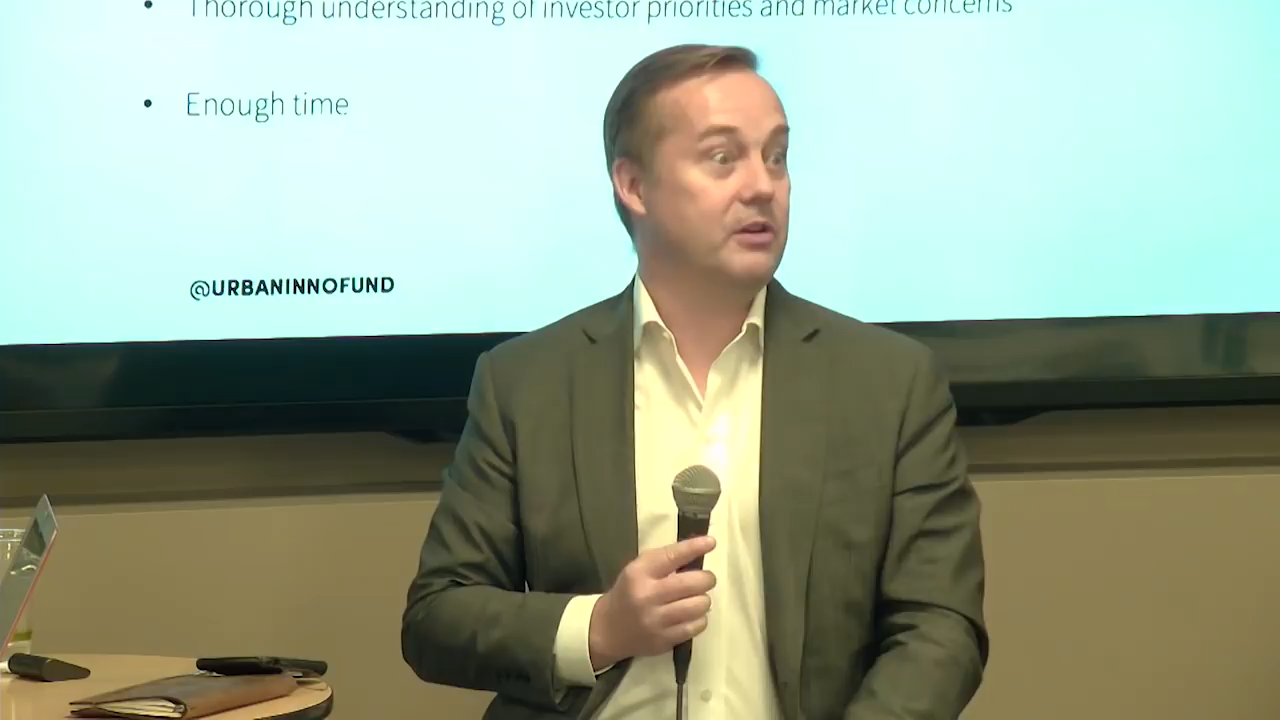 • Thorough understanding of investor priorities and market concerns
• Enough time
@URBANINNOFUND